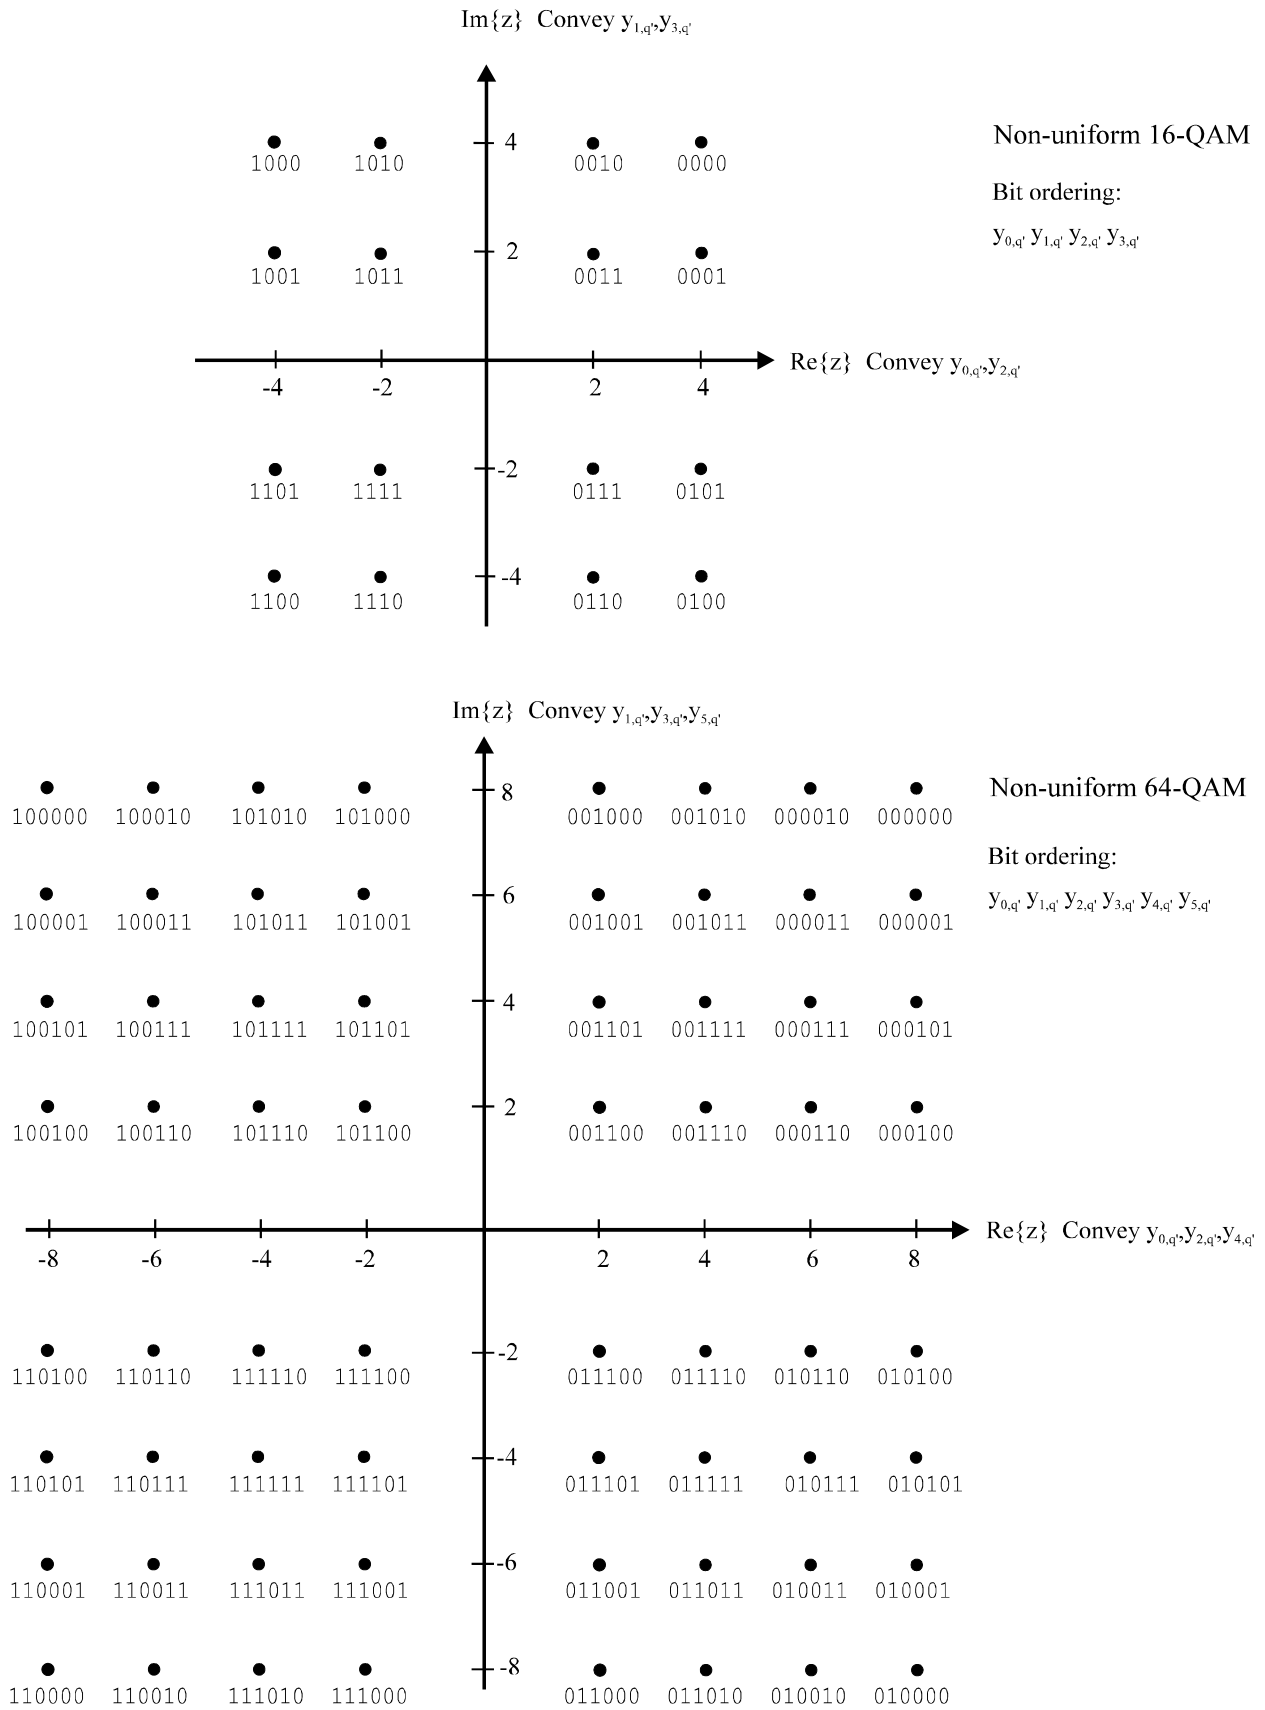 Im{z} Convey y1,q',y3,q'
4
Non-uniform 16-QAM
1000 1010 0010 0000
Bit ordering:
y0,q' y1,q' y2,q' y3,q'
2
1001 1011 0011 0001
Re{z} Convey y0,q',y2,q'
-4 -2 2 4
-2
1101 1111 0111 0101
-4
1100 1110 0110 0100
Im{z} Convey y1,q',y3,q',y5,q'
8
Non-uniform 64-QAM
100000 100010 101010 101000 001000 001010 000010 000000
Bit ordering:
6
y0,q' y1,q' y2,q' y3,q' y4,q' y5,q'
100001 100011 101011 101001 001001 001011 000011 000001
4
100101 100111 101111 101101 001101 001111 000111 000101
2
100100 100110 101110 101100 001100 001110 000110 000100
Re{z} Convey y0,q',y2,q',y4,q'
-8 -6 -4 -2 2 4 6 8
-2
110100 110110 111110 111100 011100 011110 010110 010100
-4
110101 110111 111111 111101 011101 011111 010111 010101
-6
110001 110011 111011 111001 011001 011011 010011 010001
-8
110000 110010 111010 111000 011000 011010 010010 010000